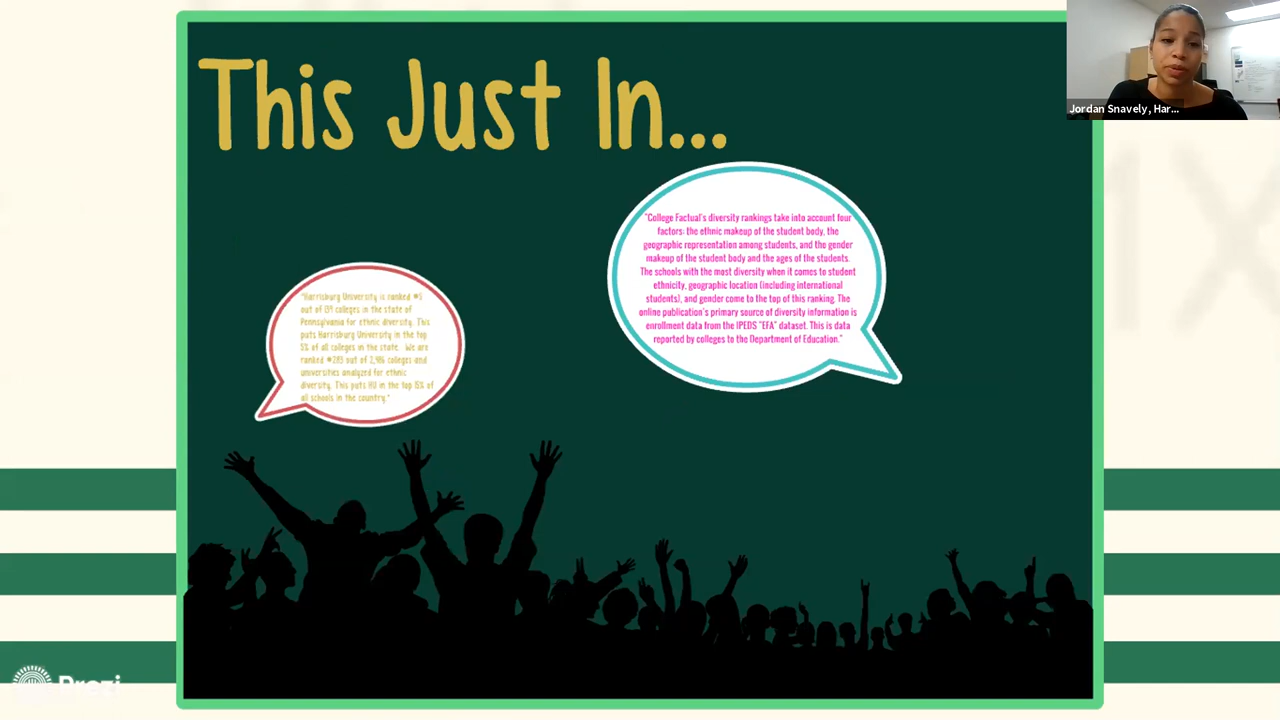 This Just In...
Jordan Snavely, Har...
"College Factual's diversity rankings take into account four
factors: the ethnic makeup of the student body, the
geographic representation among students, and the gender
makeup of the student body and the ages of the students.
The schools with the most diversity when it comes to student
ethnicity, geographic location (including international
students), and gender come to the top of this ranking. The
online publication's primary source of diversity information is
enrollment data from the IPEDS "EFA" dataset. This is data
reported by colleges to the Department of Education."
"Harrisburg University is ranked #5
out of 139 colleges in the state of
Pennsylvania for ethnic diversity. This
puts Harrisburg University in the top
5% of all colleges in the state. We are
ranked out of colleges and
universities analyzed for ethnic
diversity. This puts HU in the top 15% of
all schools in the country."
Prezi